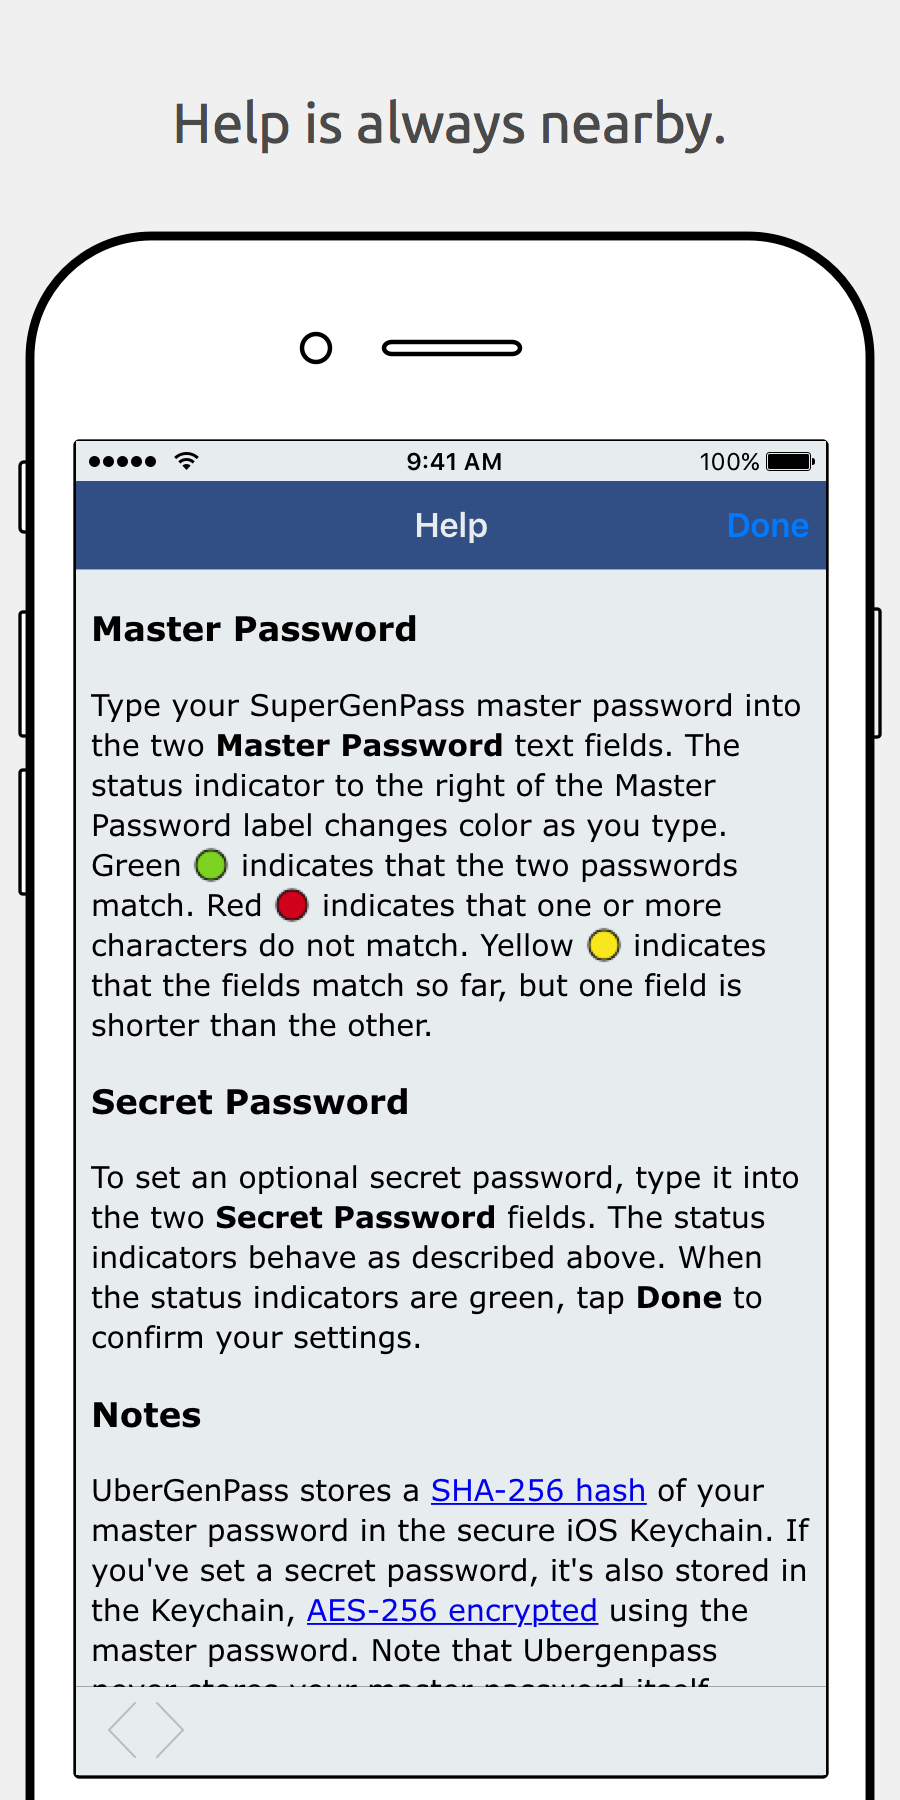 Help is always nearby.
9:41 AM
100%
Help
Done
Master Password
Type your SuperGenPass master password into
the two Master Password text fields. The
status indicator to the right of the Master
Password label changes color as you type.
Green indicates that the two passwords
match. Red indicates that one or more
characters do not match. Yellow indicates
that the fields match so far, but one field is
shorter than the other.
Secret Password
To set an optional secret password, type it into
the two Secret Password fields. The status
indicators behave as described above. When
the status indicators are green, tap Done to
confirm your settings.
Notes
UberGenPass stores a SHA-256 hash of your
master password in the secure iOS Keychain. If
you've set a secret password, it's also stored in
the Keychain, AES-256 encrypted using the
master password. Note that Ubergenpass
never stores your master password itself